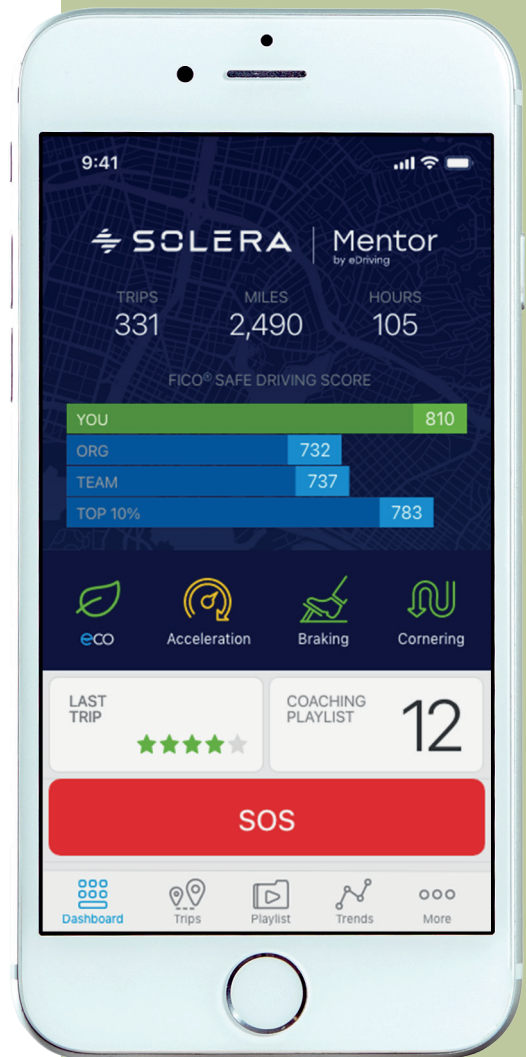 9:41
SOLERA | Mentor
by eDriving
TRIPS MILES HOURS
331 2,490 105
FICO® SAFE DRIVING SCORE
YOU 810
ORG 732
TEAM 737
TOP 10% 783
eco Acceleration Braking Cornering
LAST
TRIP
COACHING
PLAYLIST
12
SOS
Dashboard Trips Playlist Trends More